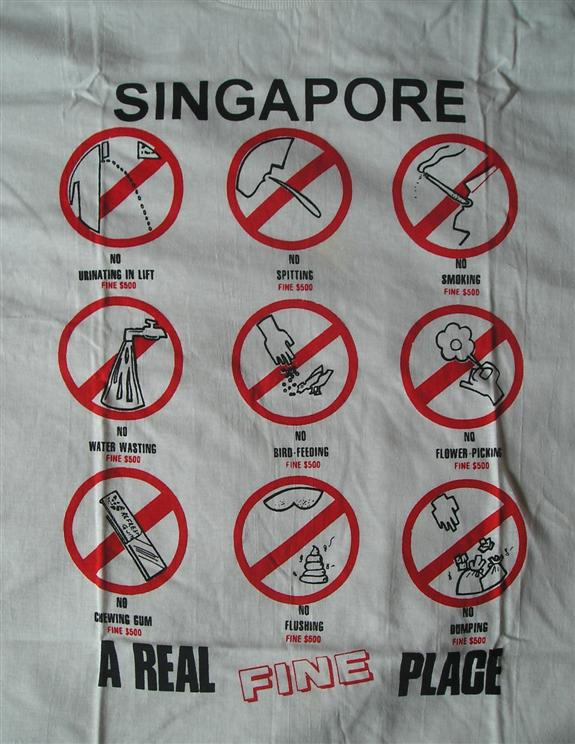 SINGAPORE
NO
URINATING IN LIFT
FINE $500
NO
SPITTING
FINE $500
NO
SMOKING
FINE $500
NO
WATER WASTING
FINE $500
NO
BIRD-FEEDING
FINE $500
NO
FLOWER-PICKING
FINE $500
NO
CHEWING GUM
FINE $500
NO
FLUSHING
FINE $500
NO
DUMPING
FINE $500
A REAL FINE PLACE